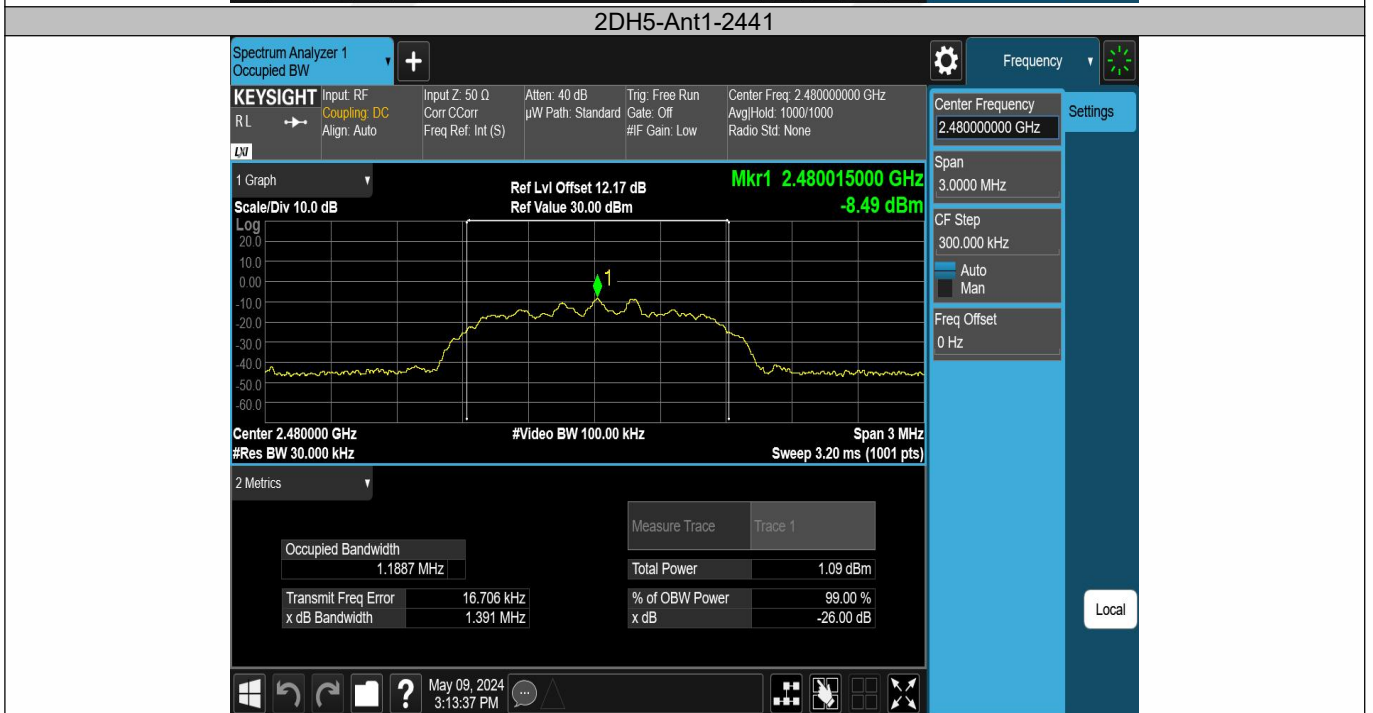 2DH5-Ant1-2441
Spectrum Analyzer 1
Occupied BW
Frequency
KEYSIGHT
RL
LXI
Input: RF
Coupling: DC
Align: Auto
Input Z: 50 Ω
Corr CCorr
Freq Ref: Int (S)
Atten: 40 dB
µW Path: Standard
Trig: Free Run
Gate: Off
#IF Gain: Low
Center Freq: 2.480000000 GHz
Avg|Hold: 1000/1000
Radio Std: None
Center Frequency
2.480000000 GHz
Settings
Span
3.0000 MHz
CF Step
300.000 kHz
Auto
Man
Freq Offset
0 Hz
Local
1 Graph
Scale/Div 10.0 dB
Ref Lvl Offset 12.17 dB
Ref Value 30.00 dBm
Mkr1 2.480015000 GHz
-8.49 dBm
Log
20.0
10.0
0.00
-10.0
-20.0
-30.0
-40.0
-50.0
-60.0
1
Center 2.480000 GHz
#Video BW 100.00 kHz
Span 3 MHz
#Res BW 30.000 kHz
Sweep 3.20 ms (1001 pts)
2 Metrics
Measure Trace Trace 1
Occupied Bandwidth
1.1887 MHz
Total Power 1.09 dBm
Transmit Freq Error 16.706 kHz
% of OBW Power 99.00 %
x dB Bandwidth 1.391 MHz
x dB -26.00 dB
?
May 09, 2024
3:13:37 PM